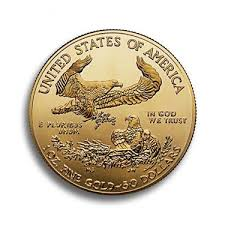 UNITED STATES OF AMERICA
E PLURIBUS
UNUM
IN GOD
WE TRUST
1 OZ. FINE GOLD~50 DOLLARS